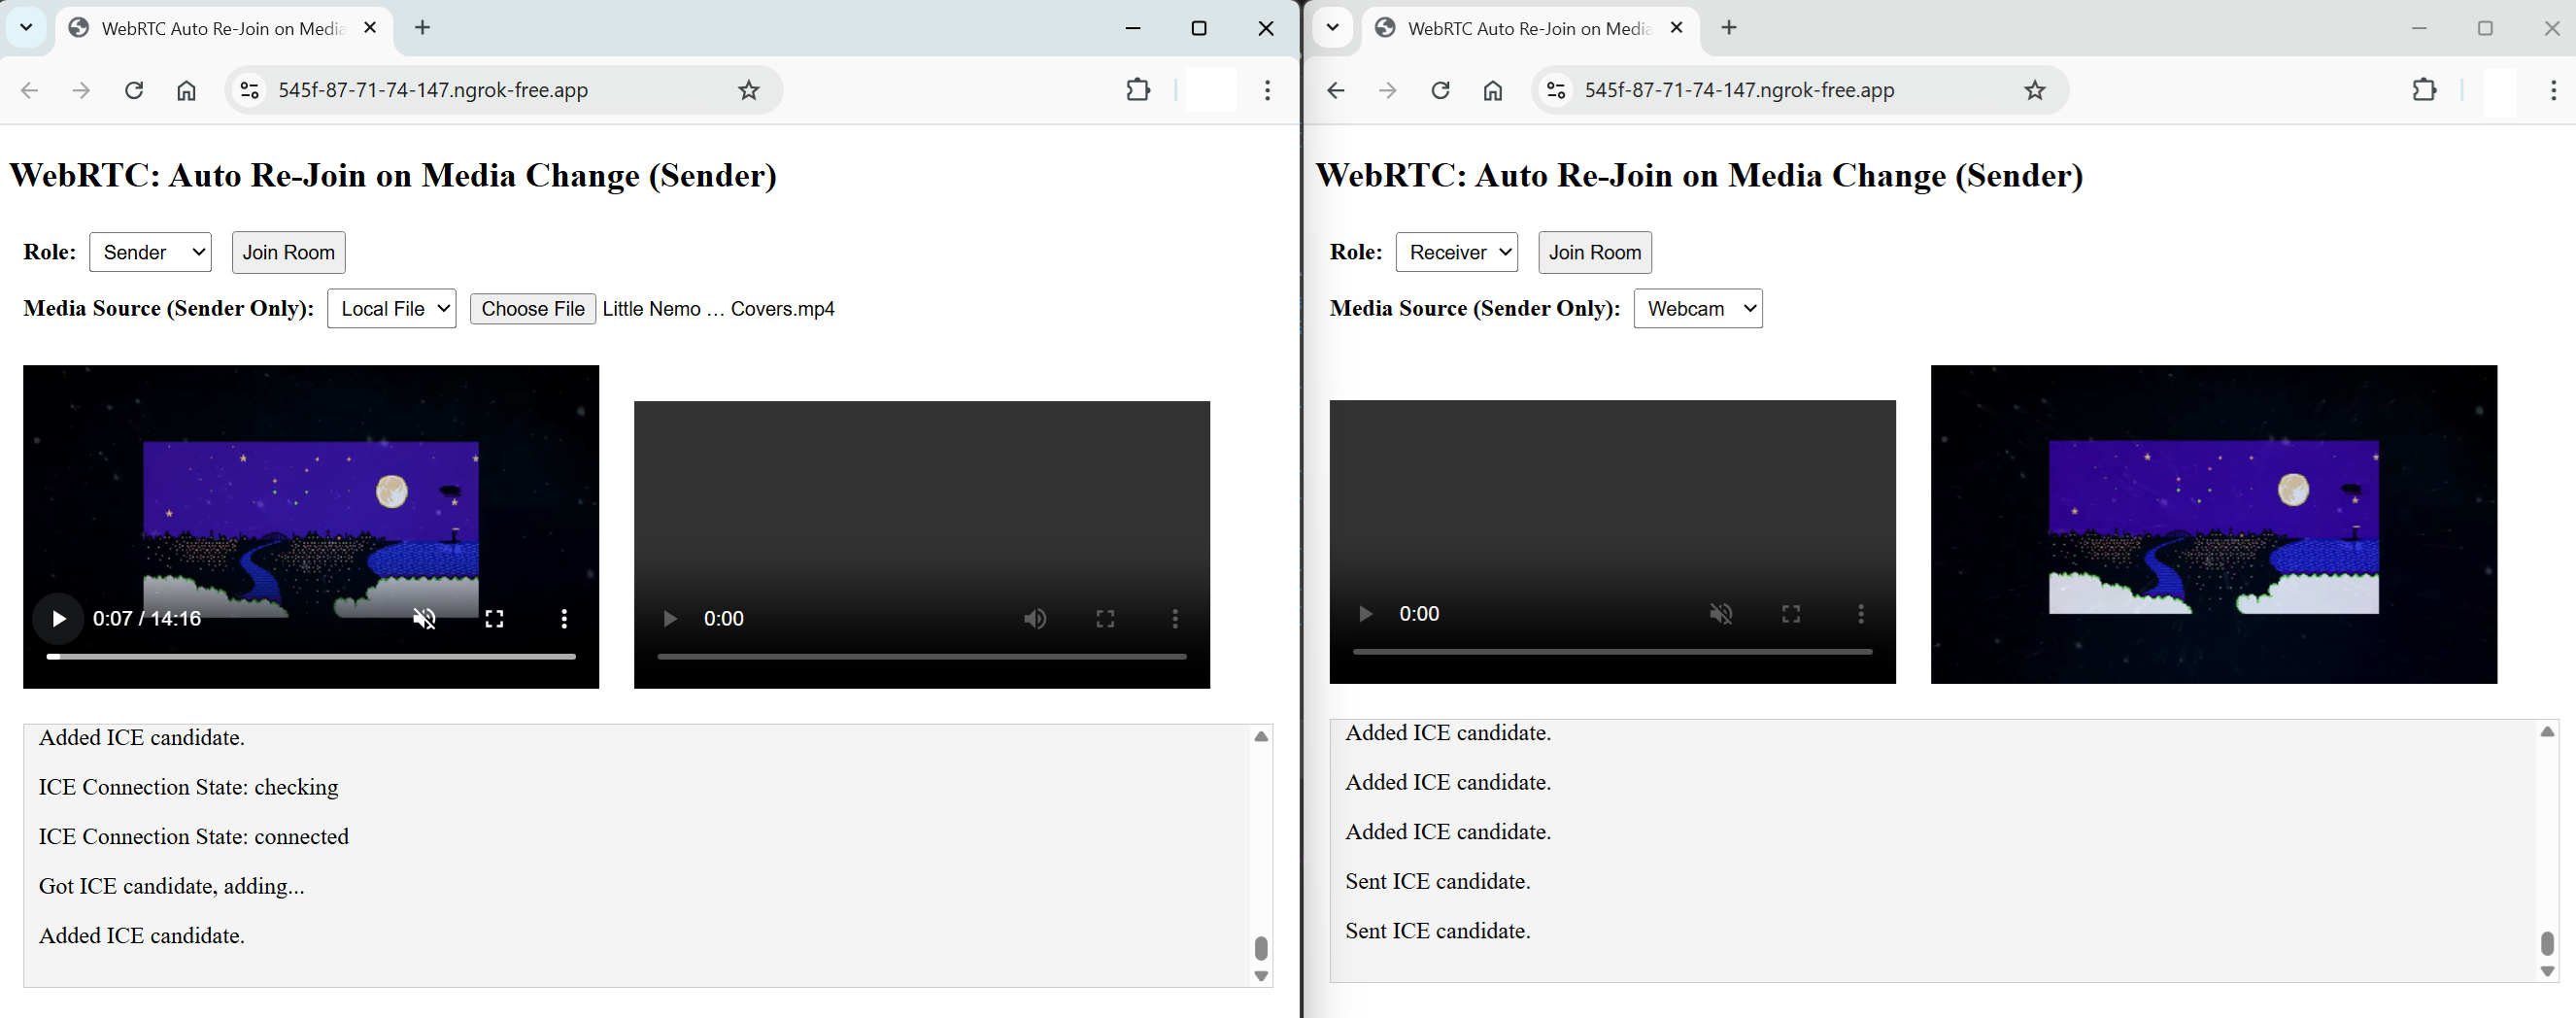 WebRTC Auto Re-Join on Media
545f-87-71-74-147.ngrok-free.app
WebRTC: Auto Re-Join on Media Change (Sender)
Role: Sender Join Room
Media Source (Sender Only): Local File Choose File Little Nemo … Covers.mp4
0:07 / 14:16
0:00
Added ICE candidate.
ICE Connection State: checking
ICE Connection State: connected
Got ICE candidate, adding...
Added ICE candidate.
WebRTC Auto Re-Join on Media
545f-87-71-74-147.ngrok-free.app
WebRTC: Auto Re-Join on Media Change (Sender)
Role: Receiver Join Room
Media Source (Sender Only): Webcam
0:00
Added ICE candidate.
Added ICE candidate.
Added ICE candidate.
Sent ICE candidate.
Sent ICE candidate.